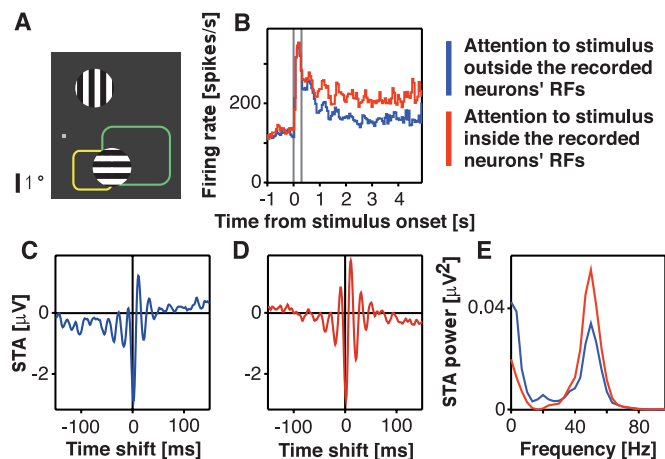 A
1°
B
Firing rate [spikes/s]
200
-1 0 1 2 3 4
Time from stimulus onset [s]
Attention to stimulus
outside the recorded
neurons' RFs
Attention to stimulus
inside the recorded
neurons' RFs
C
STA [μV]
0
-2
-100 0 100
Time shift [ms]
D
0
-2
-100 0 100
Time shift [ms]
E
STA power [μV²]
0.04
0
0 40 80
Frequency [Hz]